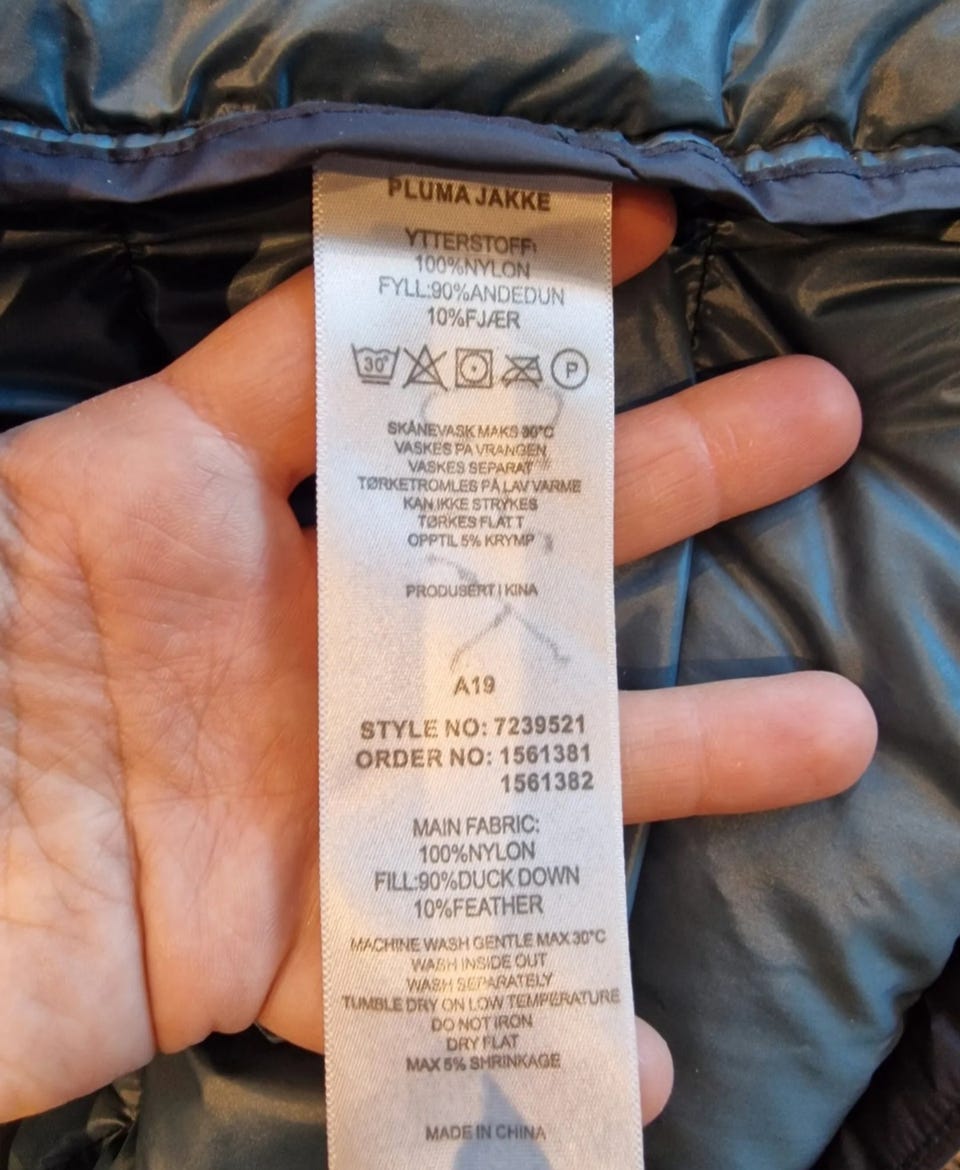 PLUMA JAKKE
YTTERSTOFF:
100%NYLON
FYLL:90%ANDEDUN
10%FJÆR
30° P
SKÅNEVASK MAKS 30°C
VASKES PÅ VRANGEN
VASKES SEPARAT
TØRKETROMLES PÅ LAV VARME
KAN IKKE STRYKES
TØRKES FLATT
OPPTIL 5% KRYMP
PRODUSERT I KINA
A19
STYLE NO: 7239521
ORDER NO: 1561381
1561382
MAIN FABRIC:
100%NYLON
FILL:90%DUCK DOWN
10%FEATHER
MACHINE WASH GENTLE MAX 30°C
WASH INSIDE OUT
WASH SEPARATELY
TUMBLE DRY ON LOW TEMPERATURE
DO NOT IRON
DRY FLAT
MAX 5% SHRINKAGE
MADE IN CHINA